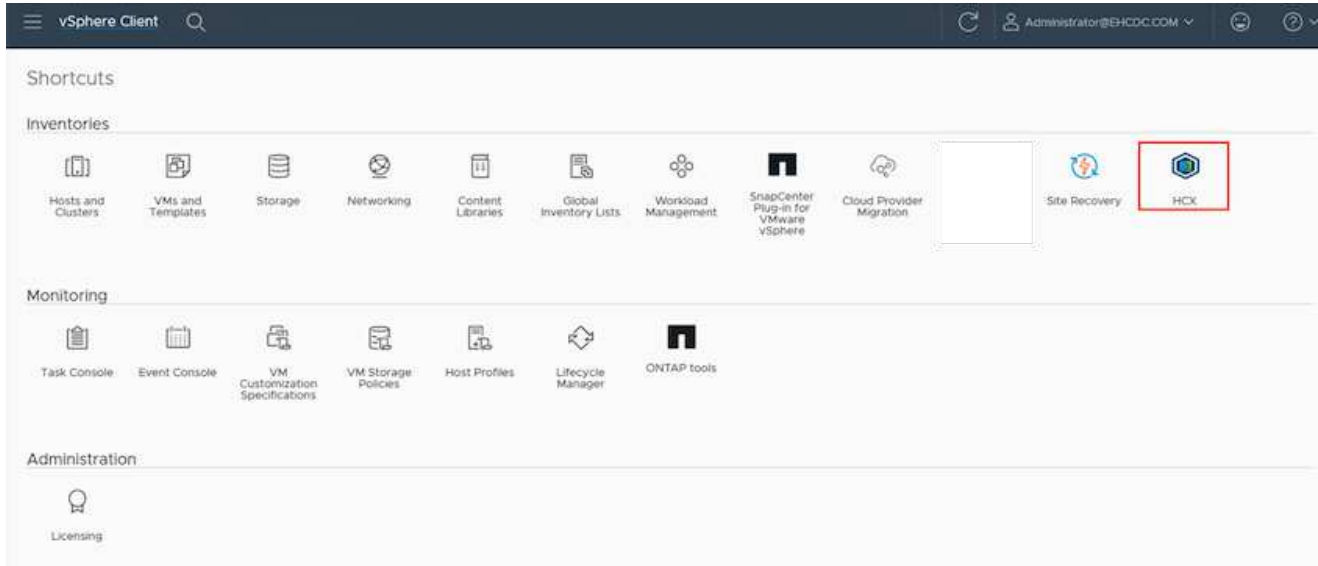 vSphere Client
Administrator@EHCDC.COM
Shortcuts
Inventories
Hosts and Clusters
VMs and Templates
Storage
Networking
Content Libraries
Global Inventory Lists
Workload Management
SnapCenter Plug-in for VMware vSphere
Cloud Provider Migration
Site Recovery
HCX
Monitoring
Task Console
Event Console
VM Customization Specifications
VM Storage Policies
Host Profiles
Lifecycle Manager
ONTAP tools
Administration
Licensing